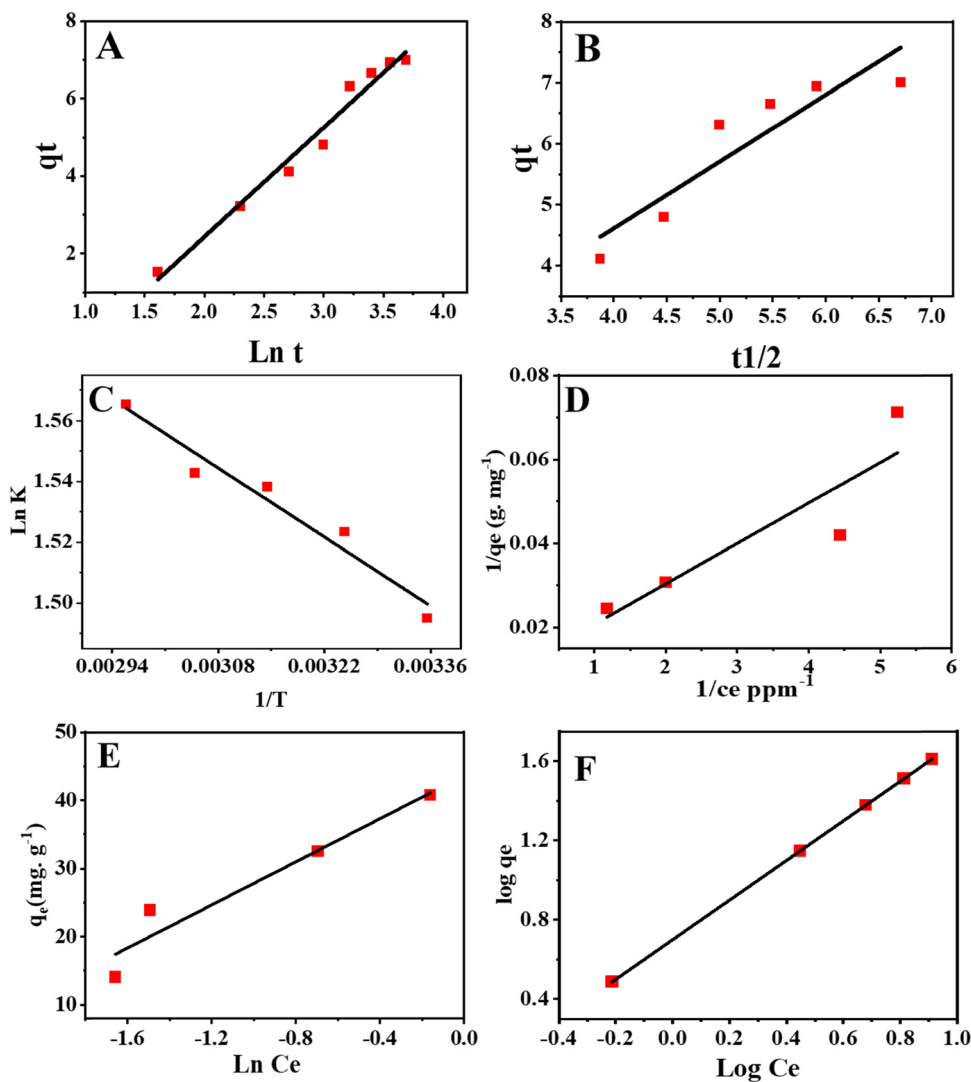 A
8
6
4
2
qt
1.0 1.5 2.0 2.5 3.0 3.5 4.0
Ln t
B
8
7
6
5
4
qt
3.5 4.0 4.5 5.0 5.5 6.0 6.5 7.0
t1/2
C
1.56
1.54
1.52
1.50
Ln K
0.00294 0.00308 0.00322 0.00336
1/T
D
0.08
0.06
0.04
0.02
1/qe (g. mg⁻¹)
1 2 3 4 5 6
1/ce ppm⁻¹
E
50
40
30
20
10
qₑ(mg. g⁻¹)
-1.6 -1.2 -0.8 -0.4 0.0
Ln Ce
F
1.6
1.2
0.8
0.4
log qe
-0.4 -0.2 0.0 0.2 0.4 0.6 0.8 1.0
Log Ce